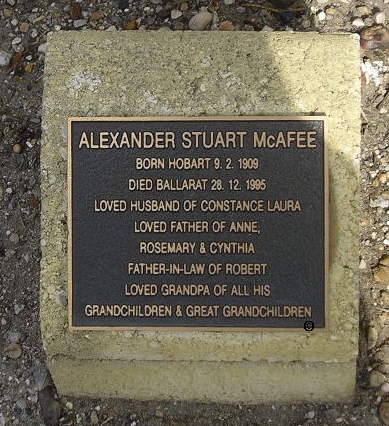 ALEXANDER STUART McAFEE
BORN HOBART 9. 2. 1909
DIED BALLARAT 28. 12. 1995
LOVED HUSBAND OF CONSTANCE LAURA
LOVED FATHER OF ANNE,
ROSEMARY & CYNTHIA
FATHER-IN-LAW OF ROBERT
LOVED GRANDPA OF ALL HIS
GRANDCHILDREN & GREAT GRANDCHILDREN